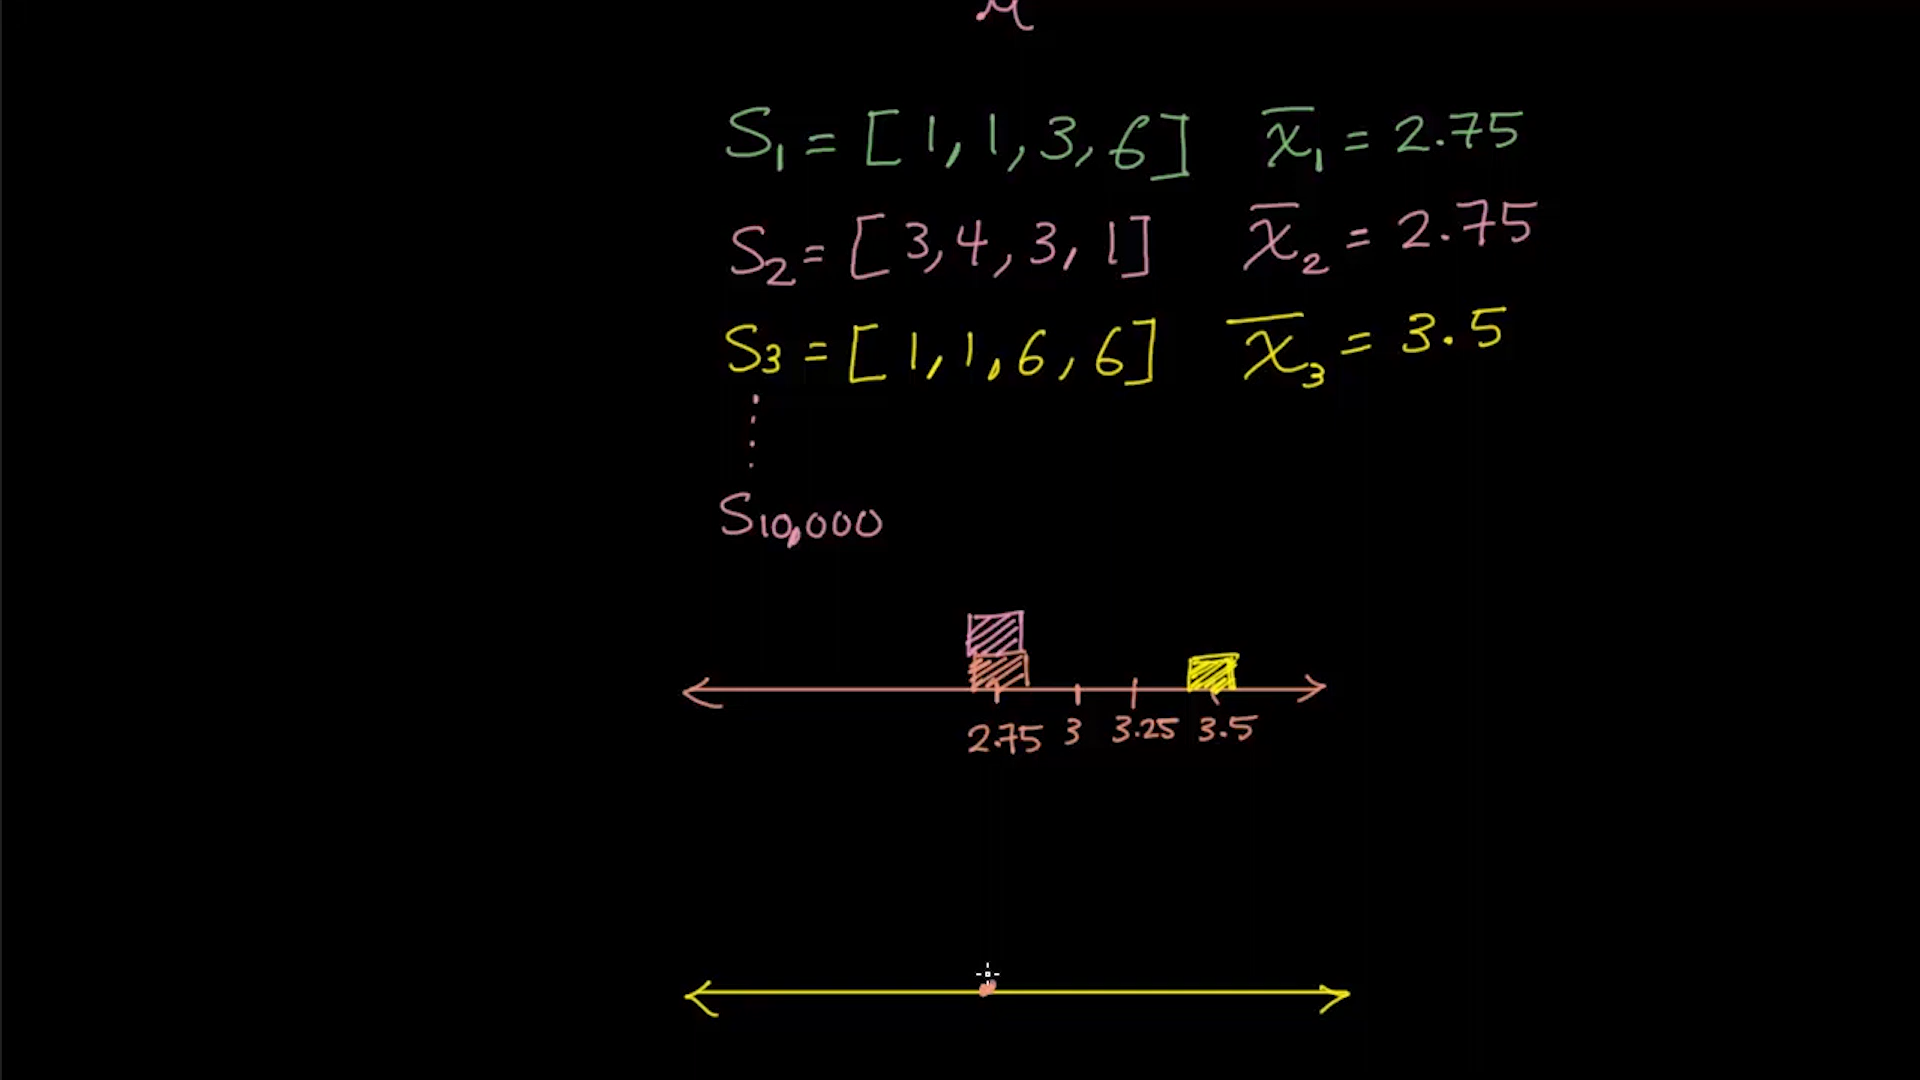 S₁ = [1, 1, 3, 6] x̄₁ = 2.75
S₂ = [3, 4, 3, 1] x̄₂ = 2.75
S₃ = [1, 1, 6, 6] x̄₃ = 3.5
S₁₀,₀₀₀
2.75 3 3.25 3.5